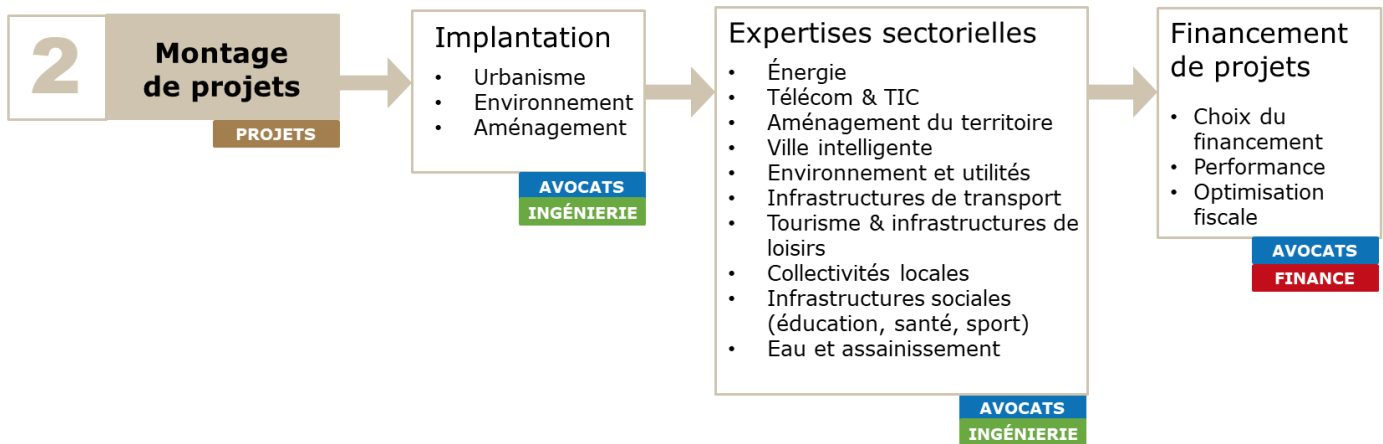 2
Montage
de projets
PROJETS
Implantation
• Urbanisme
• Environnement
• Aménagement
AVOCATS
INGÉNIERIE
Expertises sectorielles
• Énergie
• Télécom & TIC
• Aménagement du territoire
• Ville intelligente
• Environnement et utilités
• Infrastructures de transport
• Tourisme & infrastructures de
loisirs
• Collectivités locales
• Infrastructures sociales
(éducation, santé, sport)
• Eau et assainissement
AVOCATS
INGÉNIERIE
Financement
de projets
• Choix du
financement
• Performance
• Optimisation
fiscale
AVOCATS
FINANCE